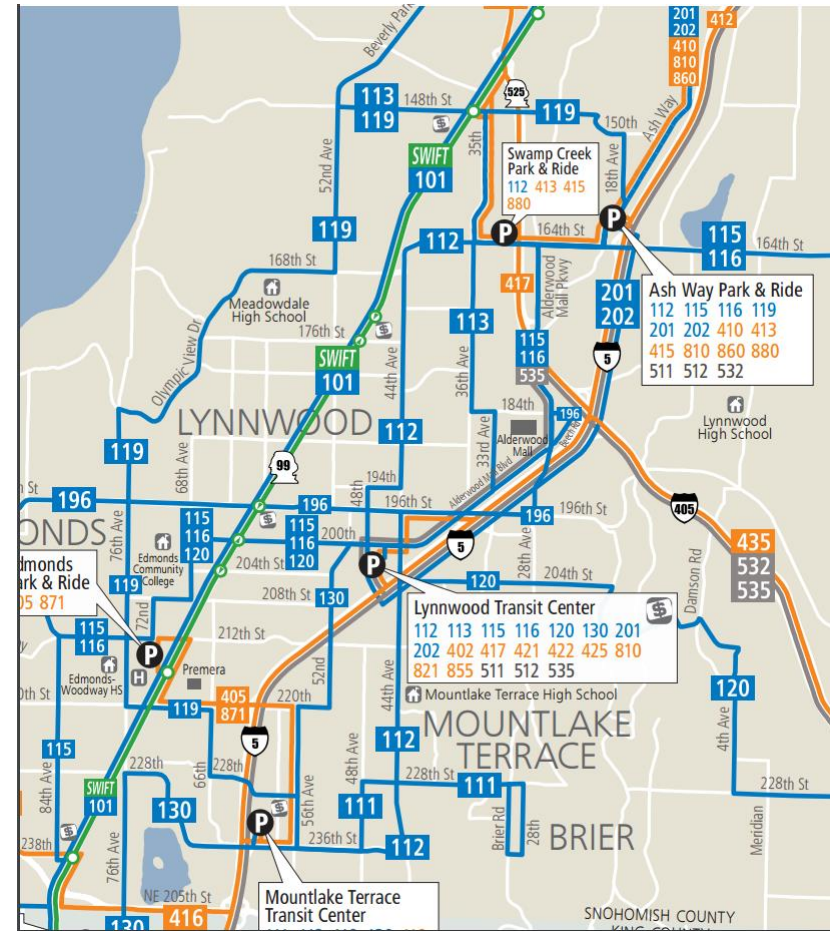 Beverly Park
201
202
410
810
860
412
113
119
148th St
525
119
150th
Ash Way
52nd Ave
35th
18th Ave
SWIFT
101
Swamp Creek
Park & Ride
112 413 415
880
P
P
164th St
119
112
115
116
164th St
168th St
Meadowdale
High School
417
Alderwood
Mall Pkwy
201
202
Ash Way Park & Ride
112 115 116 119
201 202 410 413
415 810 860 880
511 512 532
Olympic View Dr
176th St
113
SWIFT
101
44th Ave
36th Ave
115
116
535
5
LYNNWOOD
184th
196
Lynnwood
High School
112
Alderwood
Mall
Beech Rd
119
68th Ave
99
33rd Ave
Alderwood Mall Blvd
194th
48th
196
196
196th St
196
196th St
405
76th Ave
115
116
120
115
116
120
200th
5
28th Ave
435
532
535
Edmonds
Community
College
204th St
P
120
204th St
Damson Rd
119
208th St
130
Lynnwood Transit Center
112 113 115 116 120 130 201
202 402 417 421 422 425 810
821 855 511 512 535
72nd
115
116
212th St
P
52nd
Edmonds-
Woodway HS
H
Premera
44th Ave
Mountlake Terrace High School
120
405
871
220th
119
5
112
MOUNTLAKE
TERRACE
4th Ave
115
84th Ave
228th
66th
228th
48th Ave
228th St
111
228th St
SWIFT
101
130
56th Ave
111
Brier Rd
28th
BRIER
Meridian
P
236th St
112
238th
76th Ave
NE 205th St
416
130
Mountlake Terrace
Transit Center
SNOHOMISH COUNTY